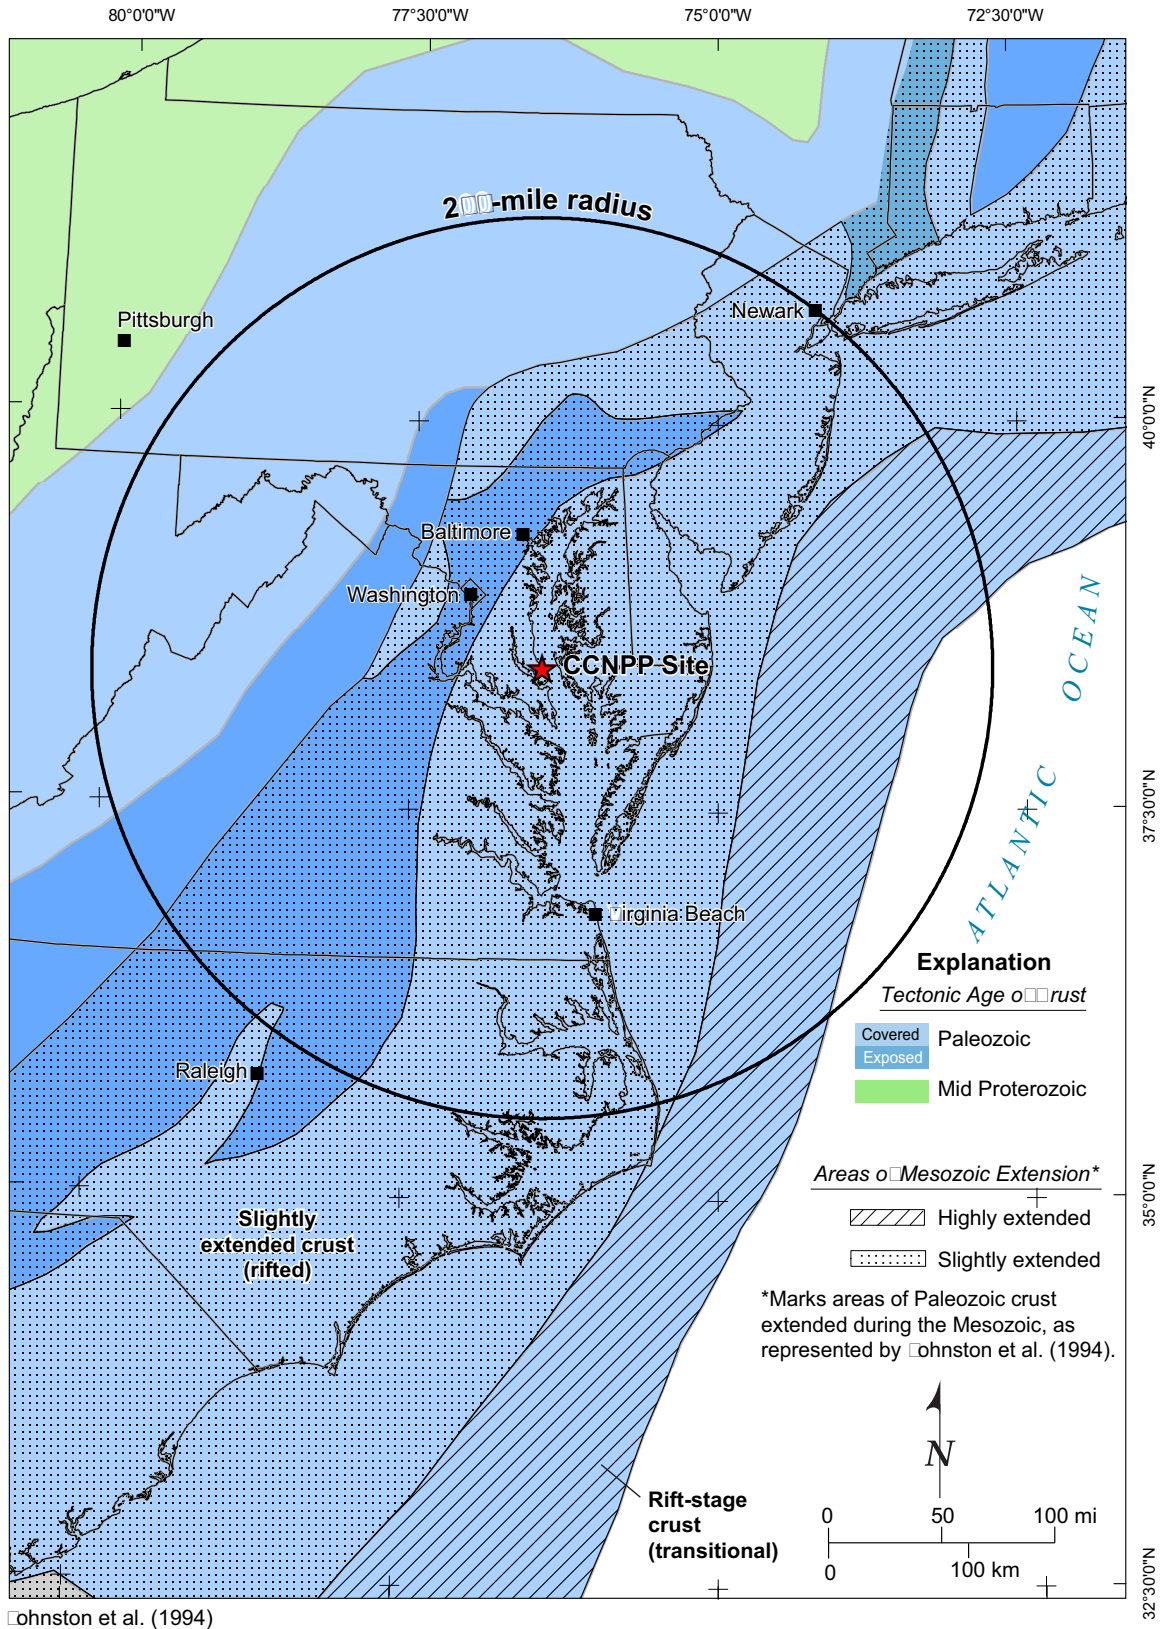 80°0'0"W
77°30'0"W
75°0'0"W
72°30'0"W
-mile radius
Newark
Pittsburgh
40°0'0"N
Baltimore
Washington
CCNPP Site
ATLANTIC OCEAN
37°30'0"N
Virginia Beach
Explanation
Tectonic Age
Covered
Exposed
Paleozoic
Mid Proterozoic
Raleigh
Areas Mesozoic Extension*
35°0'0"N
Highly extended
Slightly extended
Slightly
extended crust
(rifted)
*Marks areas of Paleozoic crust
extended during the Mesozoic, as
represented by ohnston et al. (1994).
N
Rift-stage
crust
(transitional)
0 50 100 mi
0 100 km
32°30'0"N
ohnston et al. (1994)